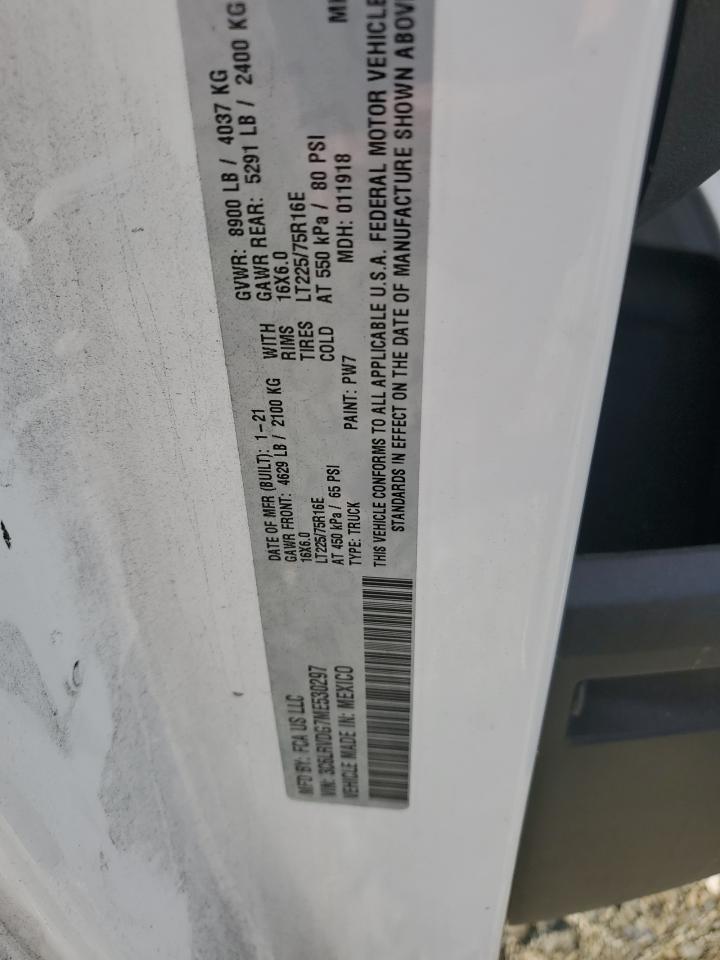 MFD BY: FCA US LLC
DATE OF MFR (BUILT): 1-21
GVWR: 8900 LB / 4037 KG
GAWR FRONT: 4629 LB / 2100 KG
WITH
GAWR REAR: 5291 LB / 2400 KG
16X6.0
RIMS
16X6.0
LT225/75R16E
TIRES
LT225/75R16E
AT 450 kPa / 65 PSI
COLD
AT 550 kPa / 80 PSI
VIN: 3C6LRVDG7ME530297
TYPE: TRUCK
PAINT: PW7
MDH: 011918
VEHICLE MADE IN: MEXICO
THIS VEHICLE CONFORMS TO ALL APPLICABLE U.S.A. FEDERAL MOTOR VEHICLE
STANDARDS IN EFFECT ON THE DATE OF MANUFACTURE SHOWN ABOVE